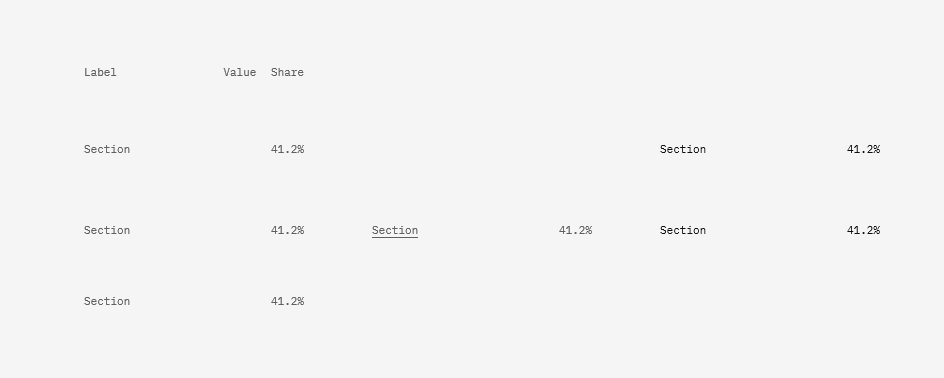 Label Value Share
Section 41.2% Section 41.2%
Section 41.2% Section 41.2% Section 41.2%
Section 41.2%